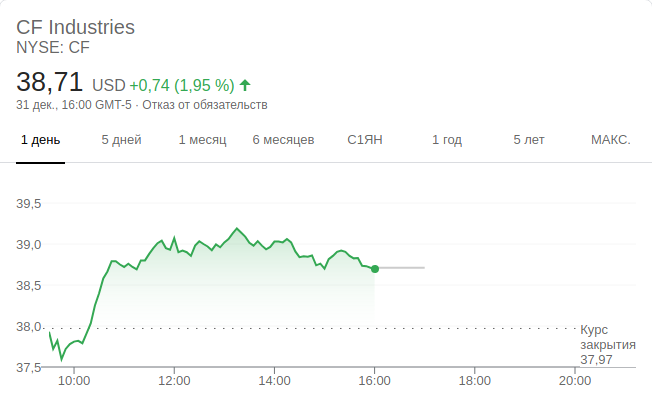 CF Industries
NYSE: CF
38,71 USD +0,74 (1,95 %)
31 дек., 16:00 GMT-5 · Отказ от обязательств
1 день 5 дней 1 месяц 6 месяцев С1ЯН 1 год 5 лет МАКС.
39,5
39,0
38,5
38,0
Курс
закрытия
37,97
37,5
10:00 12:00 14:00 16:00 18:00 20:00